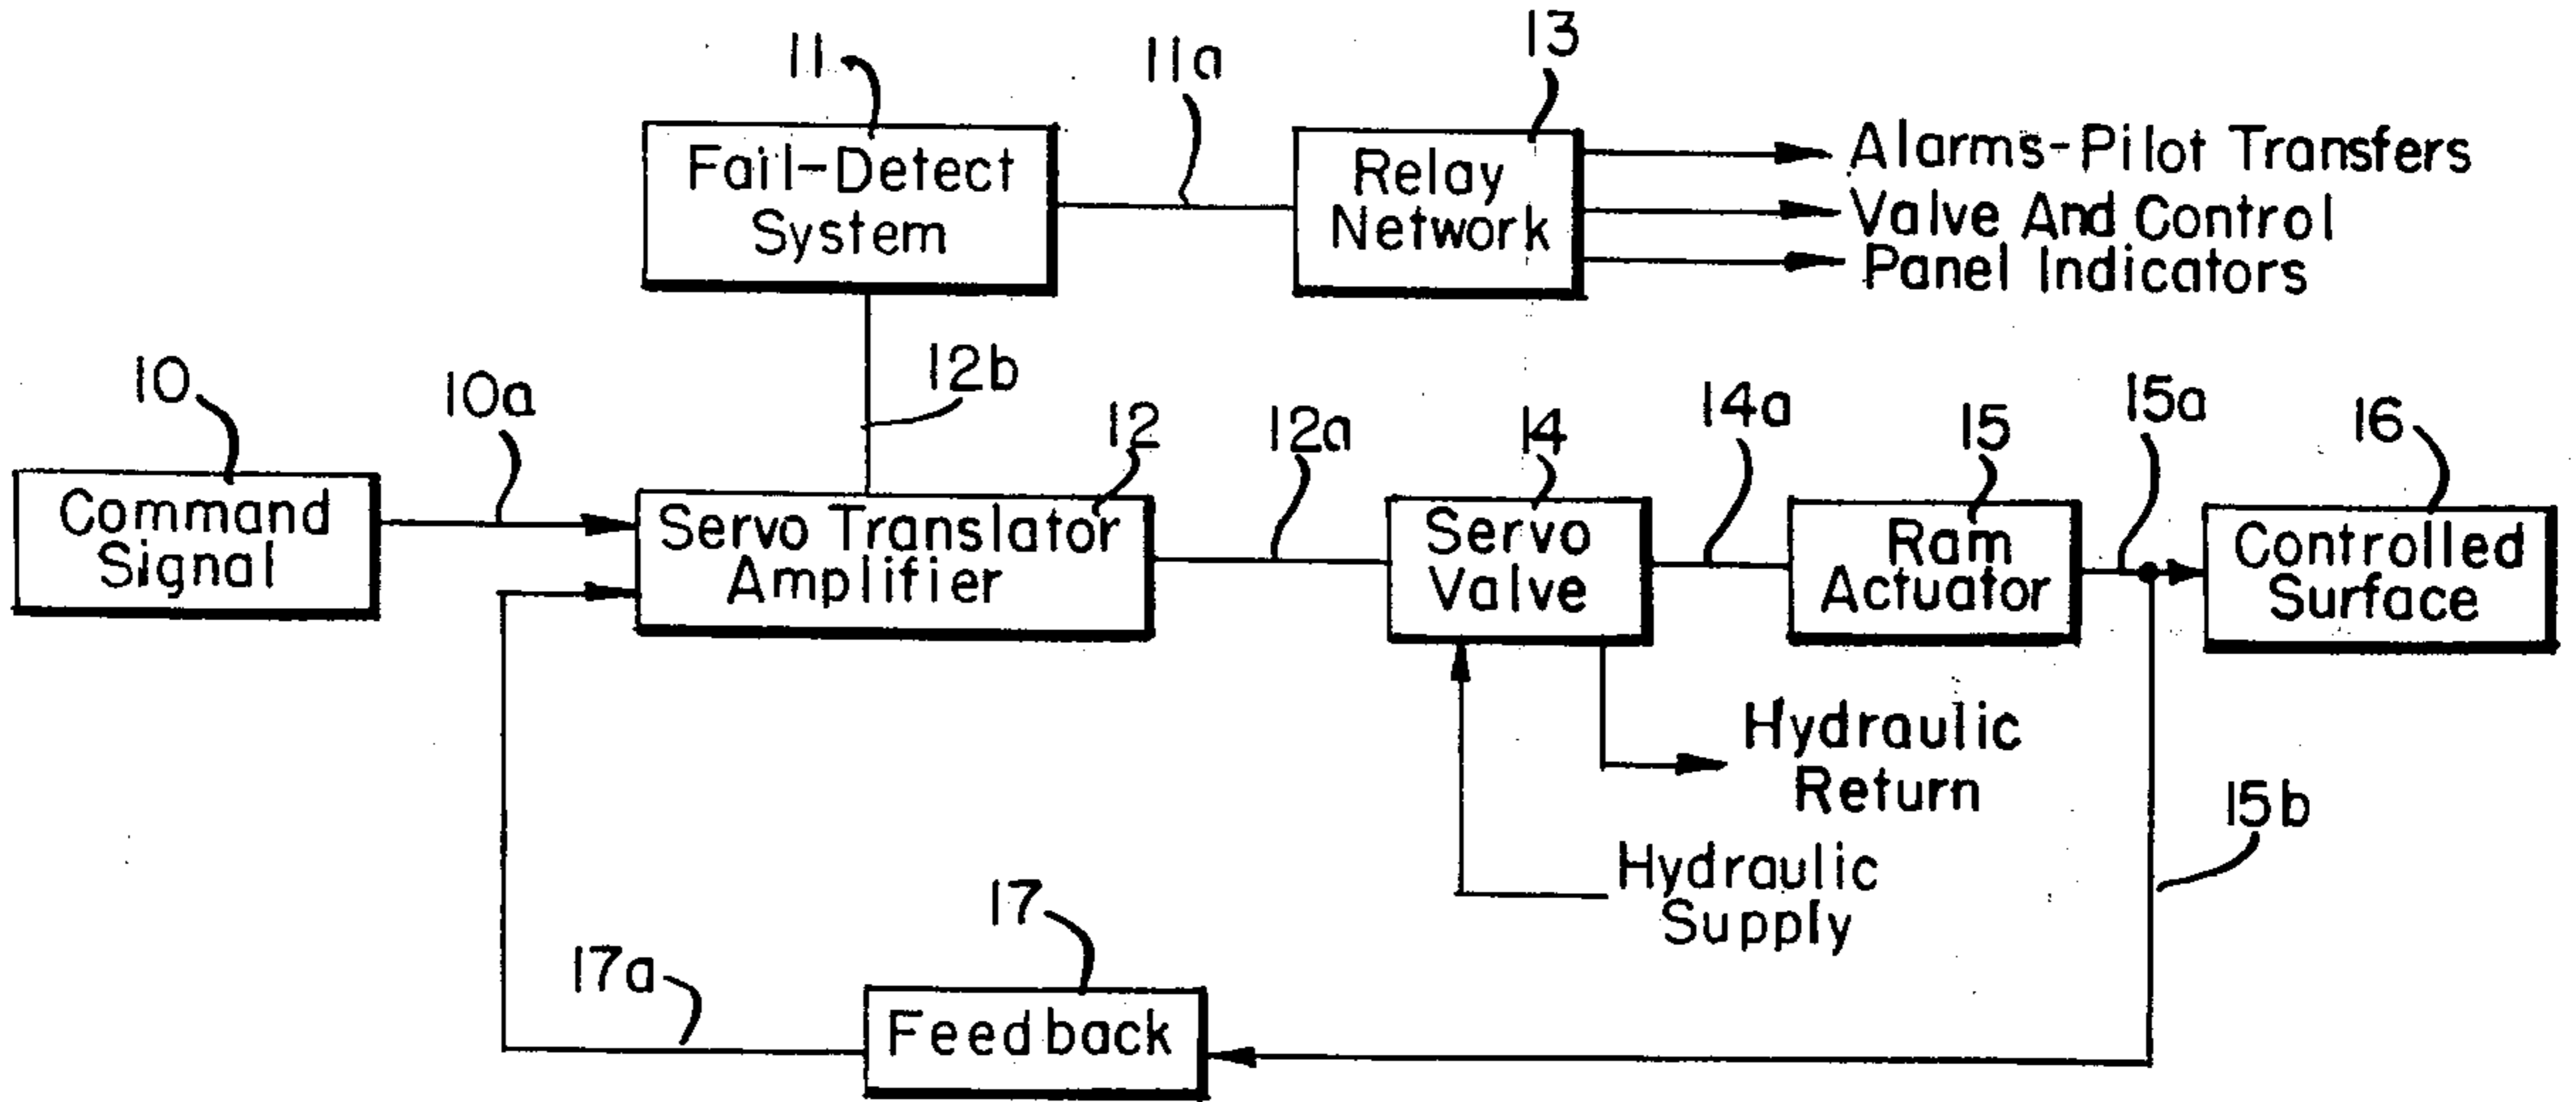 11
11a
13
Fail-Detect
System
Relay
Network
Alarms-Pilot Transfers
Valve And Control
Panel Indicators
10
10a
12b
12
12a
14
14a
15
15a
16
Command
Signal
Servo Translator
Amplifier
Servo
Valve
Ram
Actuator
Controlled
Surface
Hydraulic
Return
15b
Hydraulic
Supply
17
17a
Feedback